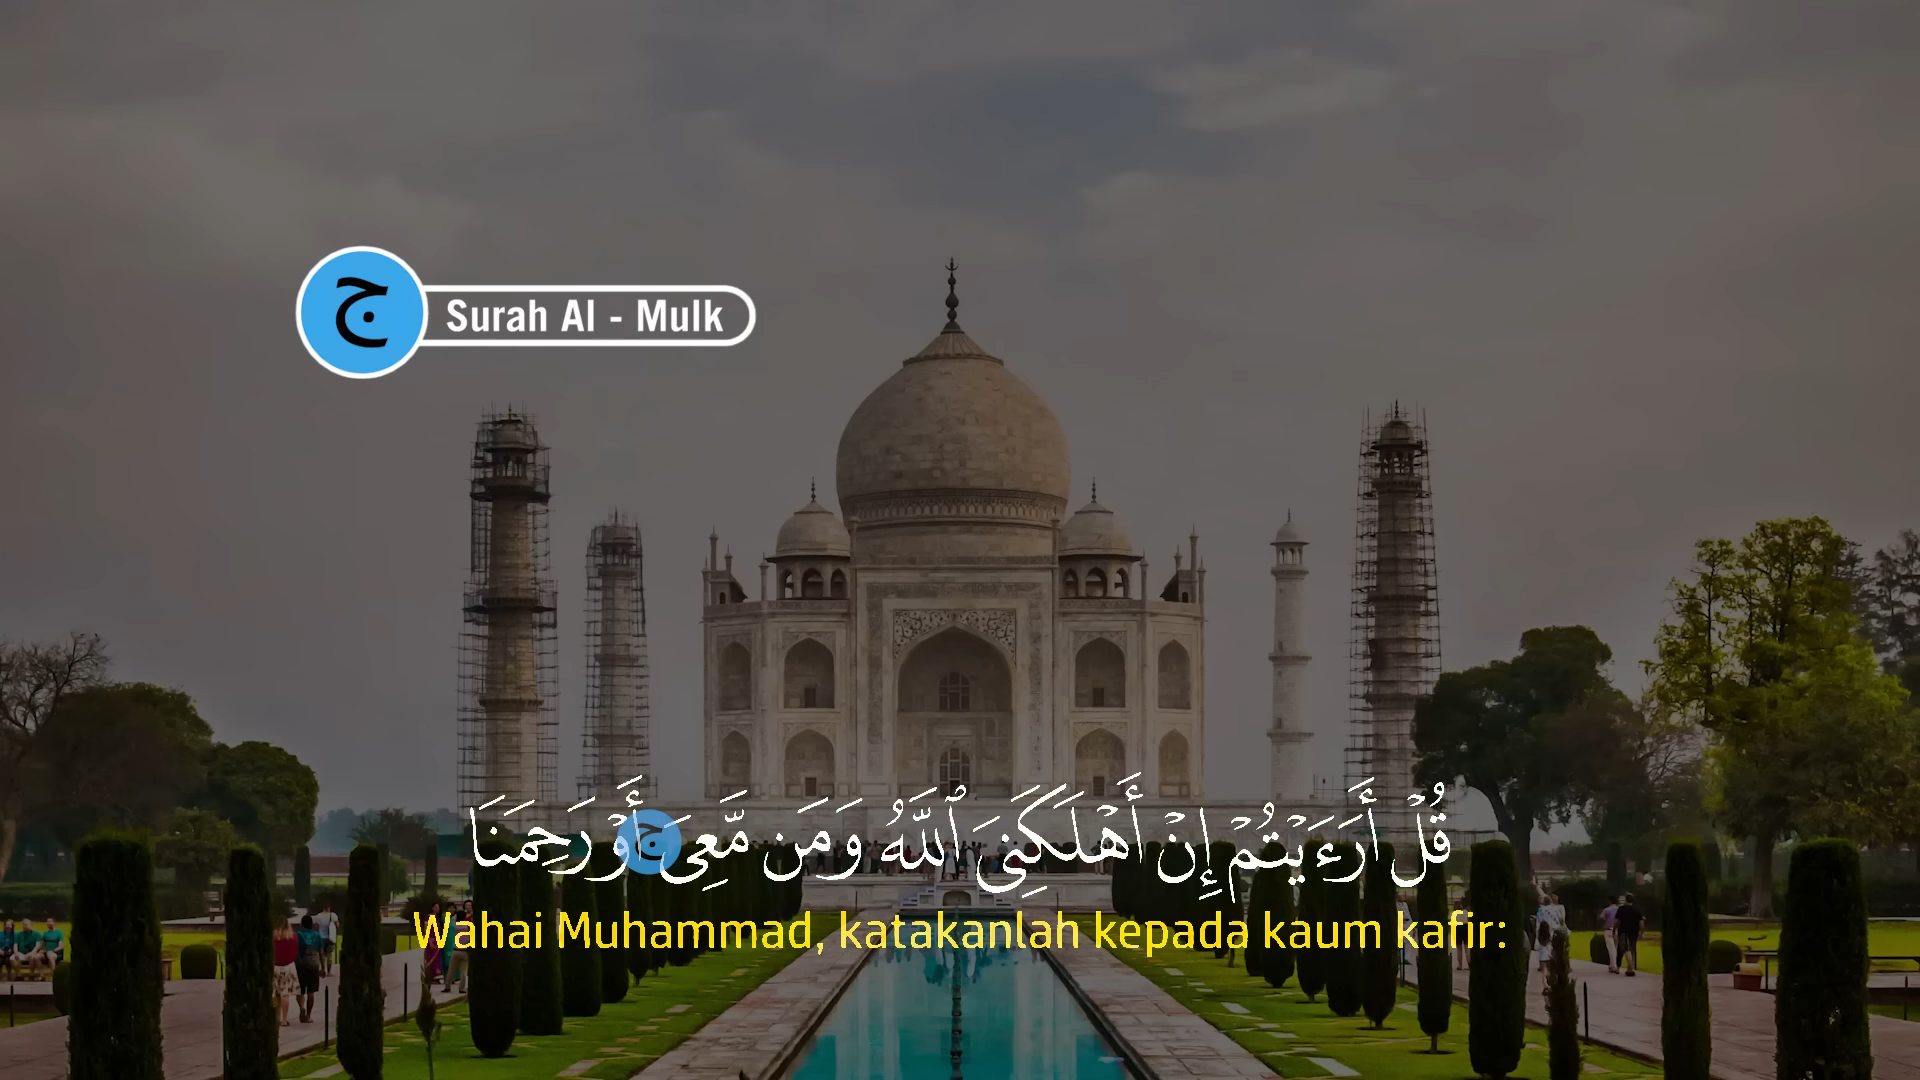 ج
Surah Al - Mulk
قُلۡ أَرَءَيۡتُمۡ إِنۡ أَهۡلَكَنِيَ ٱللَّهُ وَمَن مَّعِيَ أَوۡ رَحِمَنَا
ج
Wahai Muhammad, katakanlah kepada kaum kafir: